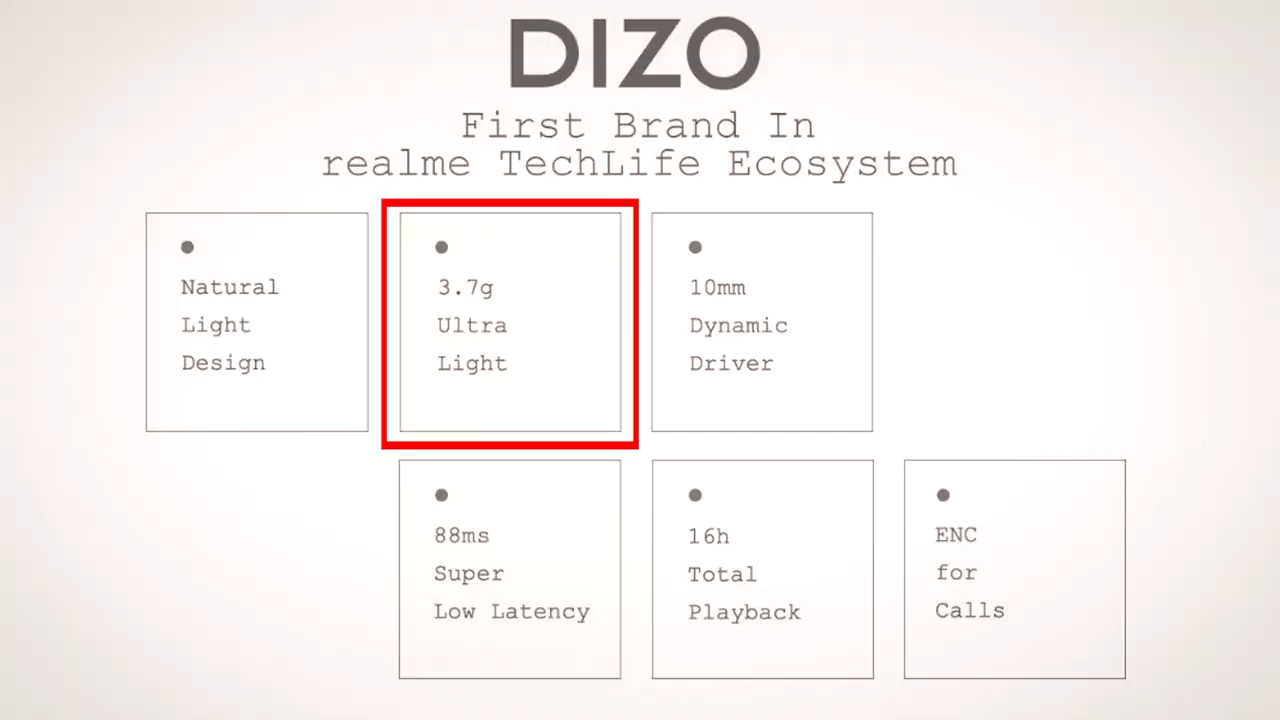 DIZO
First Brand In
realme TechLife Ecosystem
Natural
Light
Design
3.7g
Ultra
Light
10mm
Dynamic
Driver
88ms
Super
Low Latency
16h
Total
Playback
ENC
for
Calls